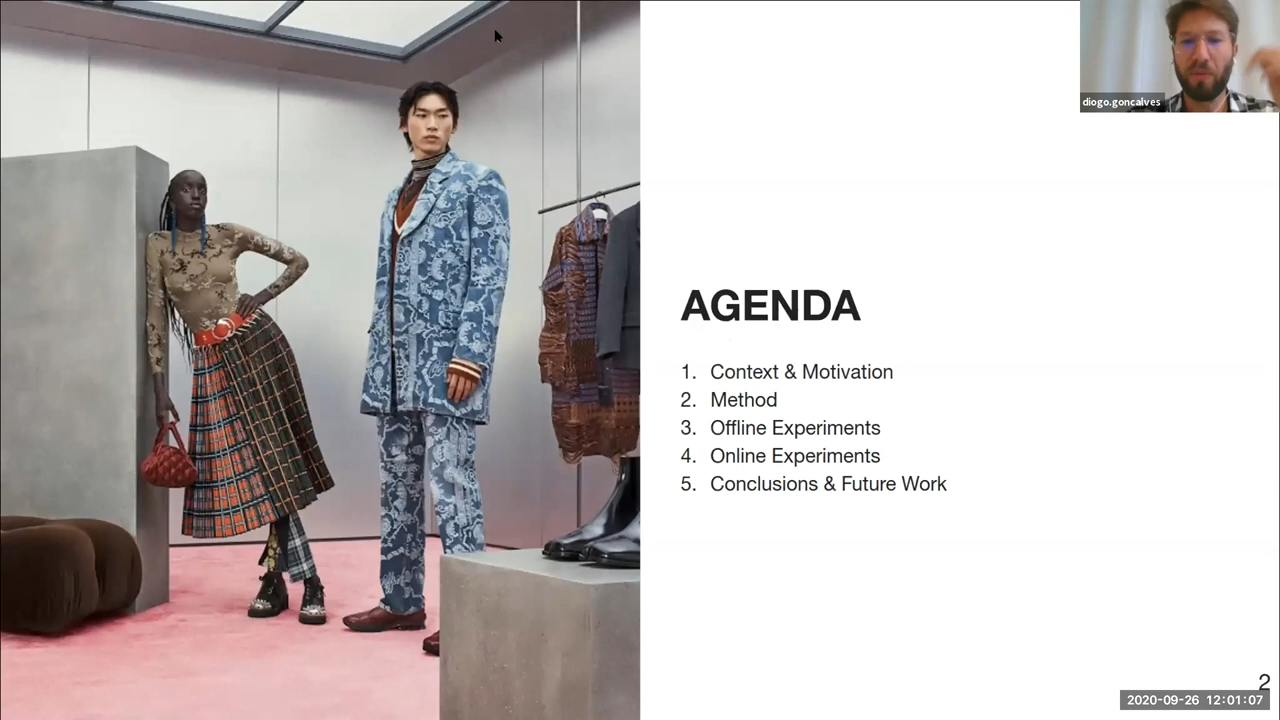 diogo.goncalves
AGENDA
1. Context & Motivation
2. Method
3. Offline Experiments
4. Online Experiments
5. Conclusions & Future Work
2
2020-09-26 12:01:07